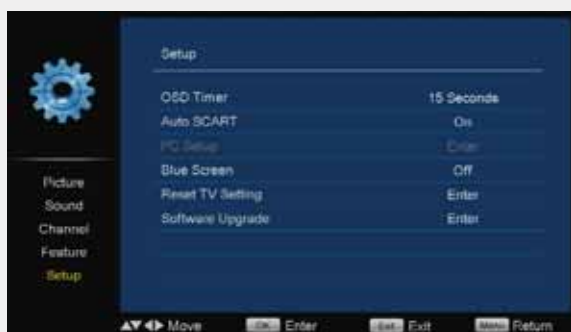 Setup
OSD Timer 15 Seconds
Auto SCART On
PC Setup Enter
Blue Screen Off
Reset TV Setting Enter
Software Upgrade Enter
Picture
Sound
Channel
Feature
Setup
Move OK Enter Exit Exit Menu Return